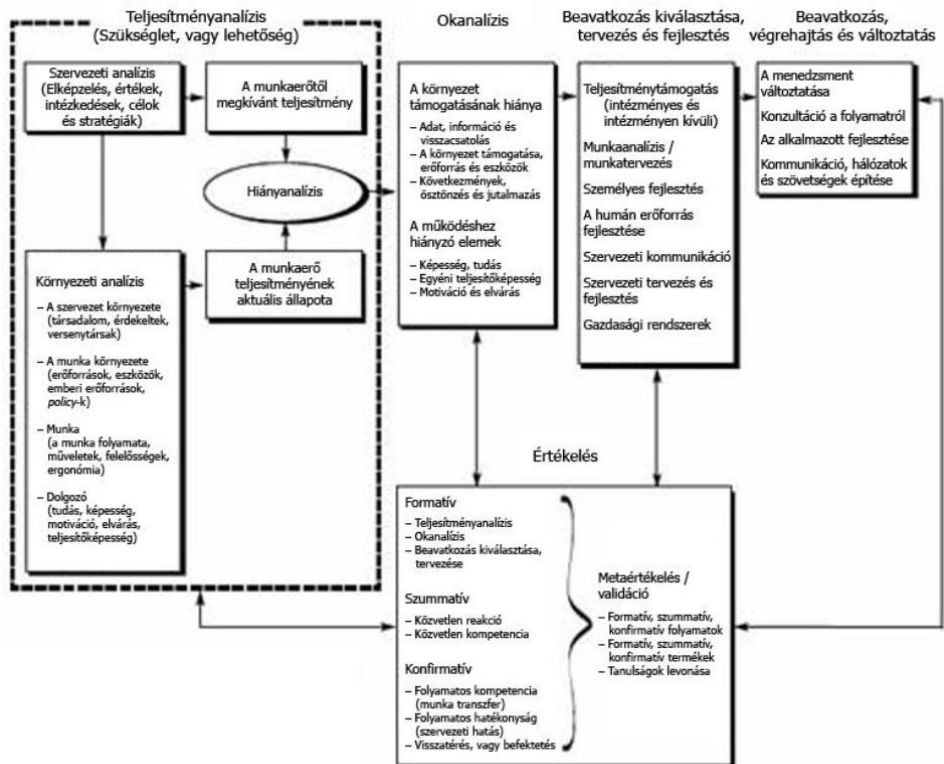 Teljesítményanalízis
(Szükséglet, vagy lehetőség)
Szervezeti analízis
(Elképzelés, értékek,
intézkedések, célok
és stratégiák)
A munkaerőtől
megkívánt teljesítmény
Hiányanalízis
Környezeti analízis
– A szervezet környezete
(társadalom, érdekeltek,
versenytársak)
– A munka környezete
(erőforrások, eszközök,
emberi erőforrások,
policy-k)
– Munka
(a munka folyamata,
műveletek, felelősségek,
ergonómia)
– Dolgozó
(tudás, képesség,
motiváció, elvárás,
teljesítőképesség)
A munkaerő
teljesítményének
aktuális állapota
Okanalízis
A környezet
támogatásának hiánya
– Adat, információ és
visszacsatolás
– A környezet támogatása,
erőforrás és eszközök
– Következmények,
ösztönzés és jutalmazás
A működéshez
hiányzó elemek
– Képesség, tudás
– Egyéni teljesítőképesség
– Motiváció és elvárás
Beavatkozás kiválasztása,
tervezés és fejlesztés
Teljesítménytámogatás
(intézményes és
intézményen kívüli)
Munkaanalízis /
munkatervezés
Személyes fejlesztés
A humán erőforrás
fejlesztése
Szervezeti kommunikáció
Szervezeti tervezés és
fejlesztés
Gazdasági rendszerek
Beavatkozás,
végrehajtás és változtatás
A menedzsment
változtatása
Konzultáció a folyamatról
Az alkalmazott fejlesztése
Kommunikáció, hálózatok
és szövetségek építése
Értékelés
Formatív
– Teljesítményanalízis
– Okanalízis
– Beavatkozás kiválasztása,
tervezése
Szummatív
– Közvetlen reakció
– Közvetlen kompetencia
Konfirmatív
– Folyamatos kompetencia
(munka transzfer)
– Folyamatos hatékonyság
(szervezeti hatás)
– Visszatérés, vagy befektetés
Metaértékelés /
validáció
– Formatív, szummatív,
konfirmatív folyamatok
– Formatív, szummatív,
konfirmatív termékek
– Tanulságok levonása